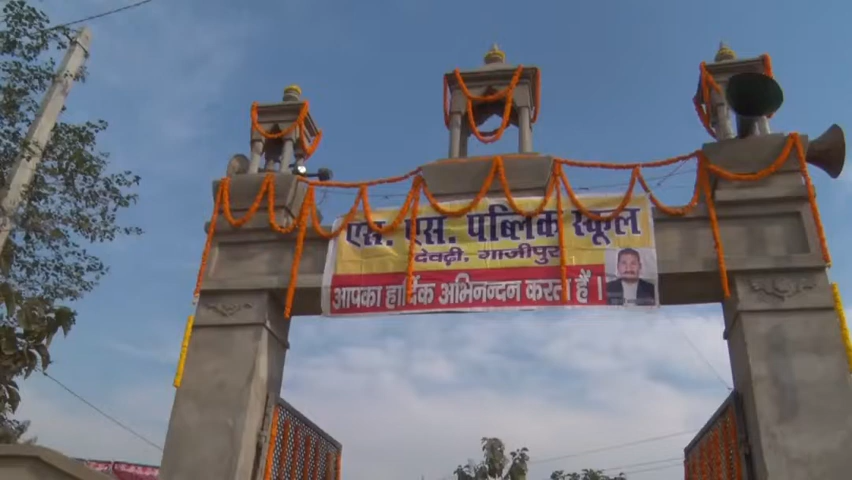 एस. एस. पब्लिक स्कूल
देवढ़ी, गाजीपुर
आपका हार्दिक अभिनन्दन करता हैं ।